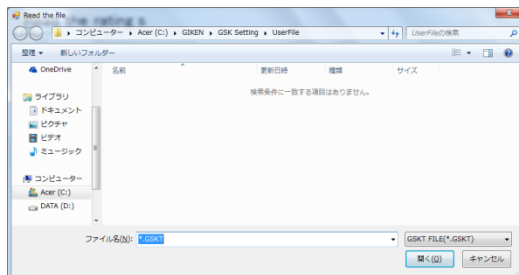 Read the file
コンピューター ▸ Acer (C:) ▸ GIKEN ▸ GSK Setting ▸ UserFile
UserFileの検索
整理 新しいフォルダー
OneDrive
名前 更新日時 種類 サイズ
検索条件に一致する項目はありません。
ライブラリ
ドキュメント
ピクチャ
ビデオ
ミュージック
コンピューター
Acer (C:)
DATA (D:)
ファイル名(N): *.GSKT
GSKT FILE(*.GSKT)
開く(O) キャンセル